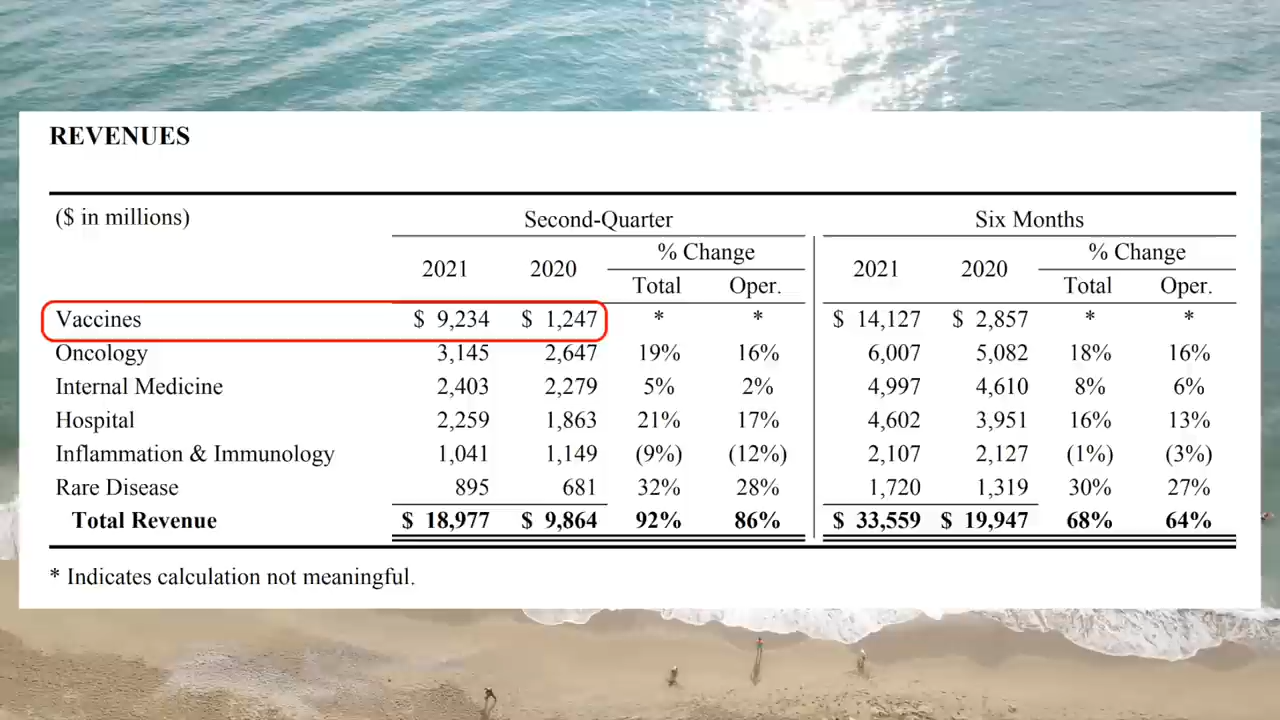 REVENUES
($ in millions) Second-Quarter Six Months
% Change % Change
2021 2020 2021 2020
Total Oper. Total Oper.
Vaccines $ 9,234 $ 1,247 * * $ 14,127 $ 2,857 * *
Oncology 3,145 2,647 19% 16% 6,007 5,082 18% 16%
Internal Medicine 2,403 2,279 5% 2% 4,997 4,610 8% 6%
Hospital 2,259 1,863 21% 17% 4,602 3,951 16% 13%
Inflammation & Immunology 1,041 1,149 (9%) (12%) 2,107 2,127 (1%) (3%)
Rare Disease 895 681 32% 28% 1,720 1,319 30% 27%
Total Revenue $ 18,977 $ 9,864 92% 86% $ 33,559 $ 19,947 68% 64%
* Indicates calculation not meaningful.